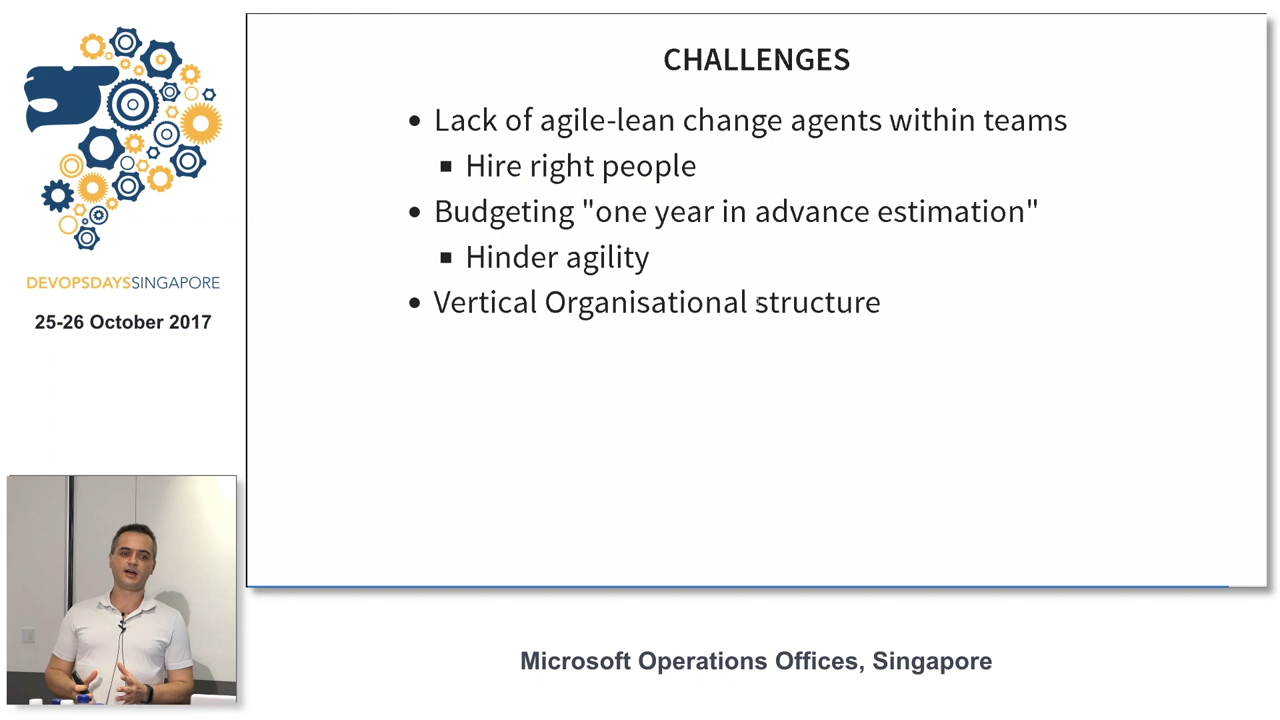 DEVOPSDAYSSINGAPORE
25-26 October 2017
CHALLENGES
• Lack of agile-lean change agents within teams
▪ Hire right people
• Budgeting "one year in advance estimation"
▪ Hinder agility
• Vertical Organisational structure
Microsoft Operations Offices, Singapore